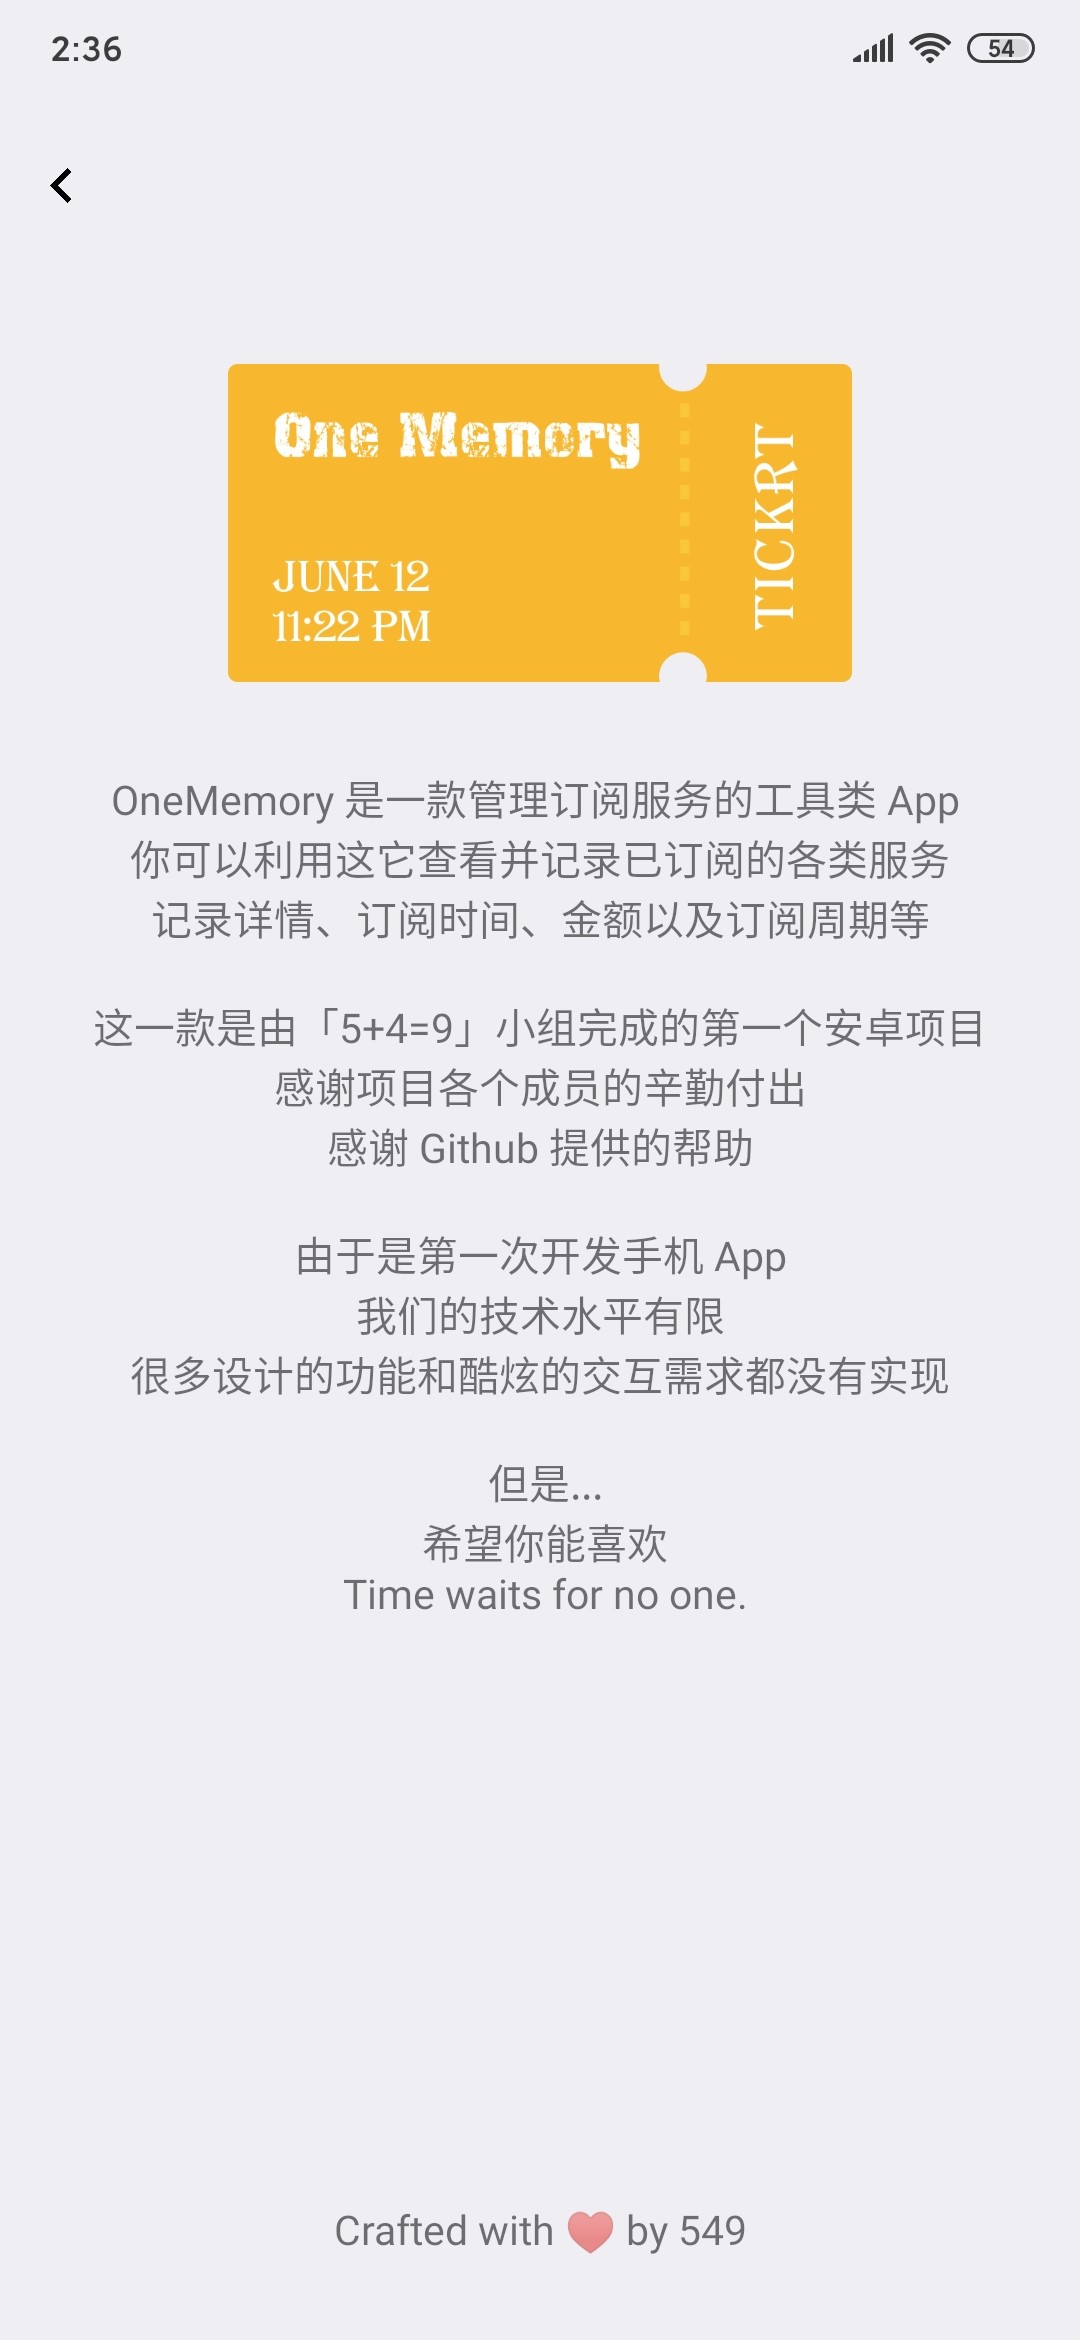 2:36
54
One Memory
JUNE 12
11:22 PM
TICKRT
OneMemory 是一款管理订阅服务的工具类 App
你可以利用这它查看并记录已订阅的各类服务
记录详情、订阅时间、金额以及订阅周期等
这一款是由「5+4=9」小组完成的第一个安卓项目
感谢项目各个成员的辛勤付出
感谢 Github 提供的帮助
由于是第一次开发手机 App
我们的技术水平有限
很多设计的功能和酷炫的交互需求都没有实现
但是...
希望你能喜欢
Time waits for no one.
Crafted with ❤ by 549